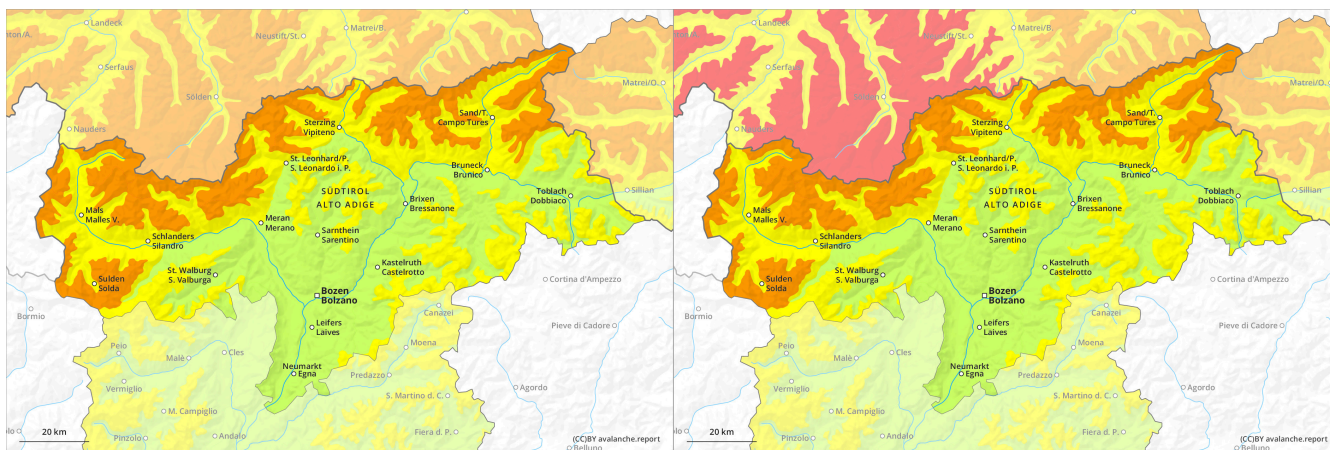 Landeck
nton/A.
Neustift/St.
Matrei/B.
Serfaus
Sölden
Matrei/O.
Nauders
Sterzing
Vipiteno
Sand/T.
Campo Tures
St. Leonhard/P.
S. Leonardo i. P.
Bruneck
Brunico
SÜDTIROL
ALTO ADIGE
Toblach
Dobbiaco
Sillian
Mals
Malles V.
Brixen
Bressanone
Meran
Merano
Schlanders
Silandro
Sarnthein
Sarentino
St. Walburg
S. Valburga
Kastelruth
Castelrotto
Sulden
Solda
Cortina d'Ampezzo
Bozen
Bolzano
Bormio
Canazei
Leifers
Laives
Pieve di Cadore
Peio
Malè
Cles
Moena
Vermiglio
Neumarkt
Egna
Predazzo
Agordo
M. Campiglio
S. Martino d. C.
20 km
Pinzolo
Andalo
Fiera d. P.
(CC)BY avalanche.report
Belluno
Landeck
nton/A.
Neustift/St.
Matrei/B.
Serfaus
Matrei/O.
Nauders
Sterzing
Vipiteno
Sand/T.
Campo Tures
St. Leonhard/P.
S. Leonardo i. P.
Bruneck
Brunico
SÜDTIROL
ALTO ADIGE
Toblach
Dobbiaco
Sillian
Mals
Malles V.
Brixen
Bressanone
Meran
Merano
Schlanders
Silandro
Sarnthein
Sarentino
St. Walburg
S. Valburga
Kastelruth
Castelrotto
Sulden
Solda
Cortina d'Ampezzo
Bozen
Bolzano
Bormio
Canazei
Leifers
Laives
Pieve di Cadore
Peio
Malè
Cles
Moena
Vermiglio
Neumarkt
Egna
Predazzo
Agordo
M. Campiglio
S. Martino d. C.
20 km
Pinzolo
Andalo
Fiera d. P.
(CC)BY avalanche.report
Belluno